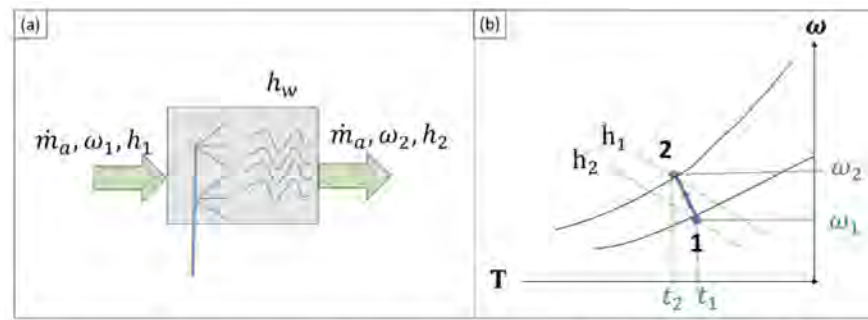 (a)
h_w
ṁ_a, ω_1, h_1
ṁ_a, ω_2, h_2
(b)
ω
h_1
2
h_2
ω_2
1
ω_1
T
t_2
t_1